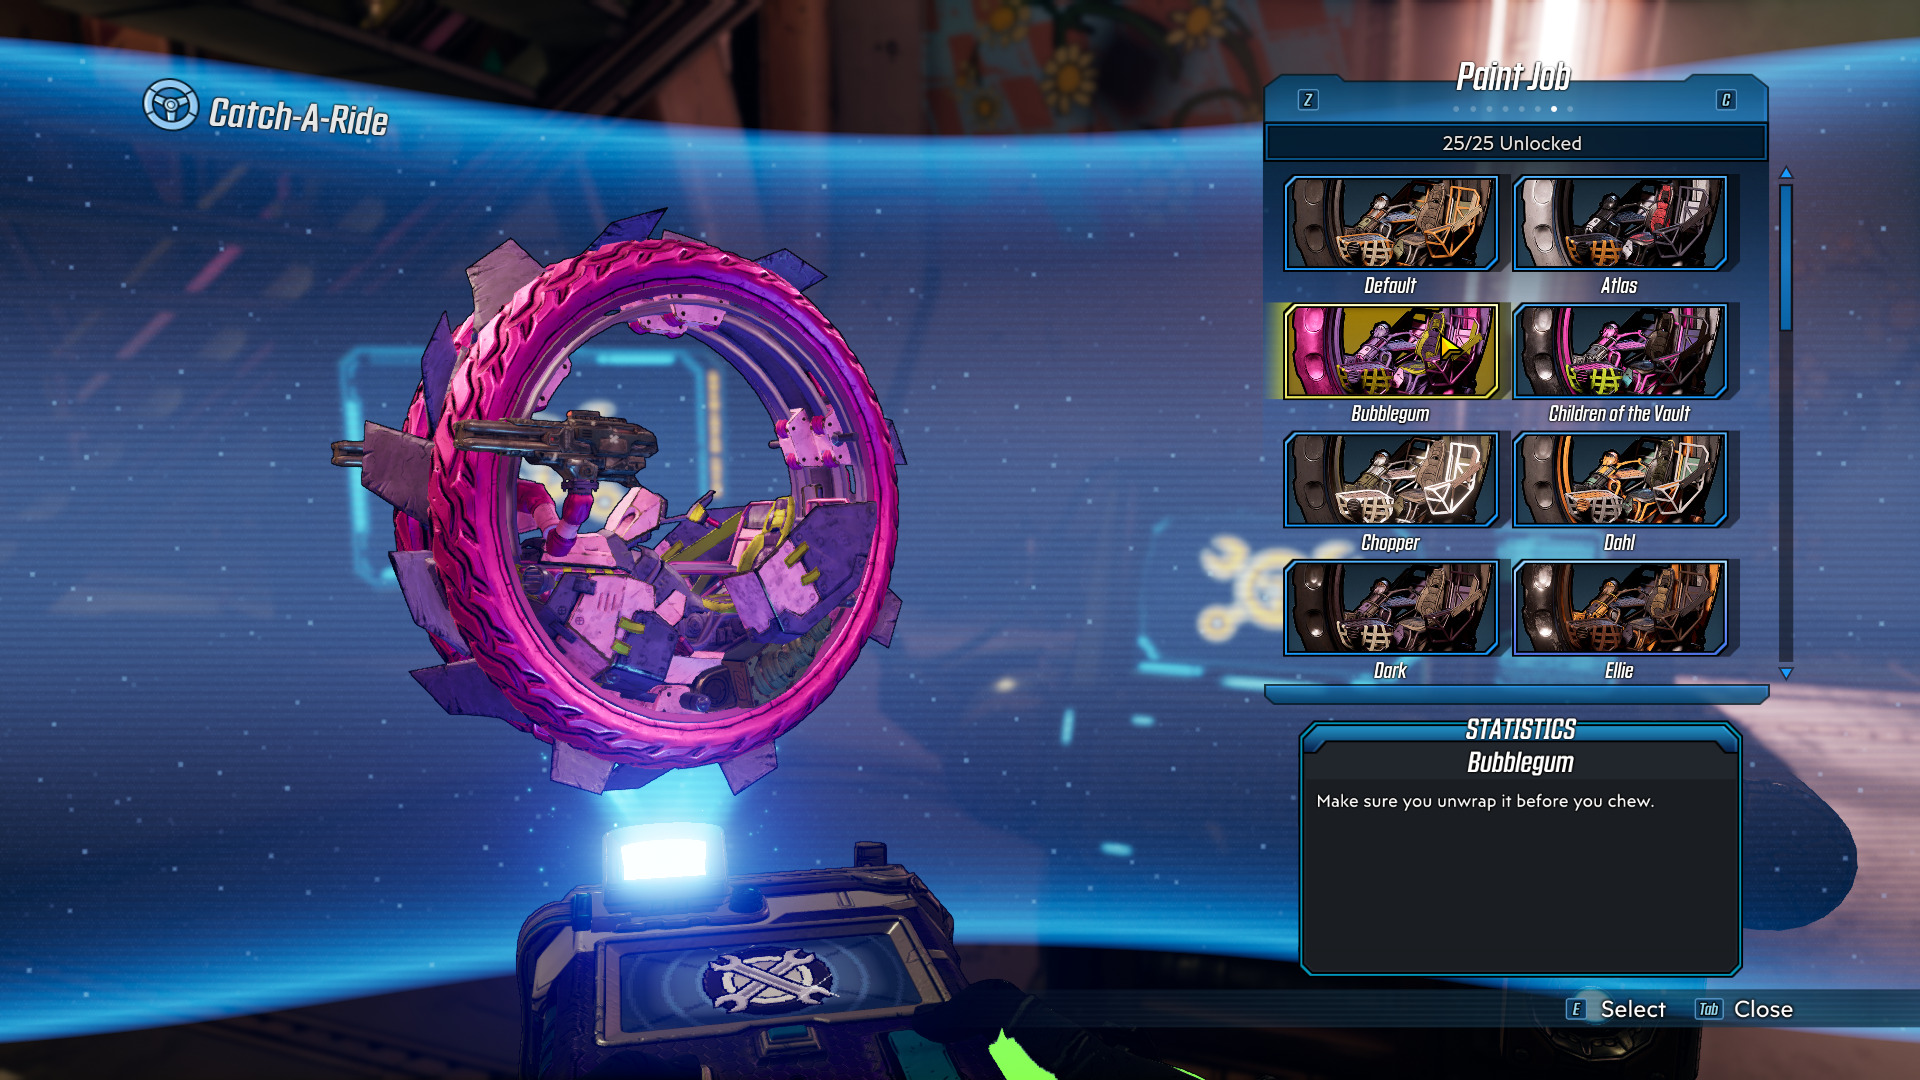 Catch-A-Ride
Paint Job
Z
C
25/25 Unlocked
Default
Atlas
Bubblegum
Children of the Vault
Chopper
Dahl
Dark
Ellie
STATISTICS
Bubblegum
Make sure you unwrap it before you chew.
E Select
Tab Close